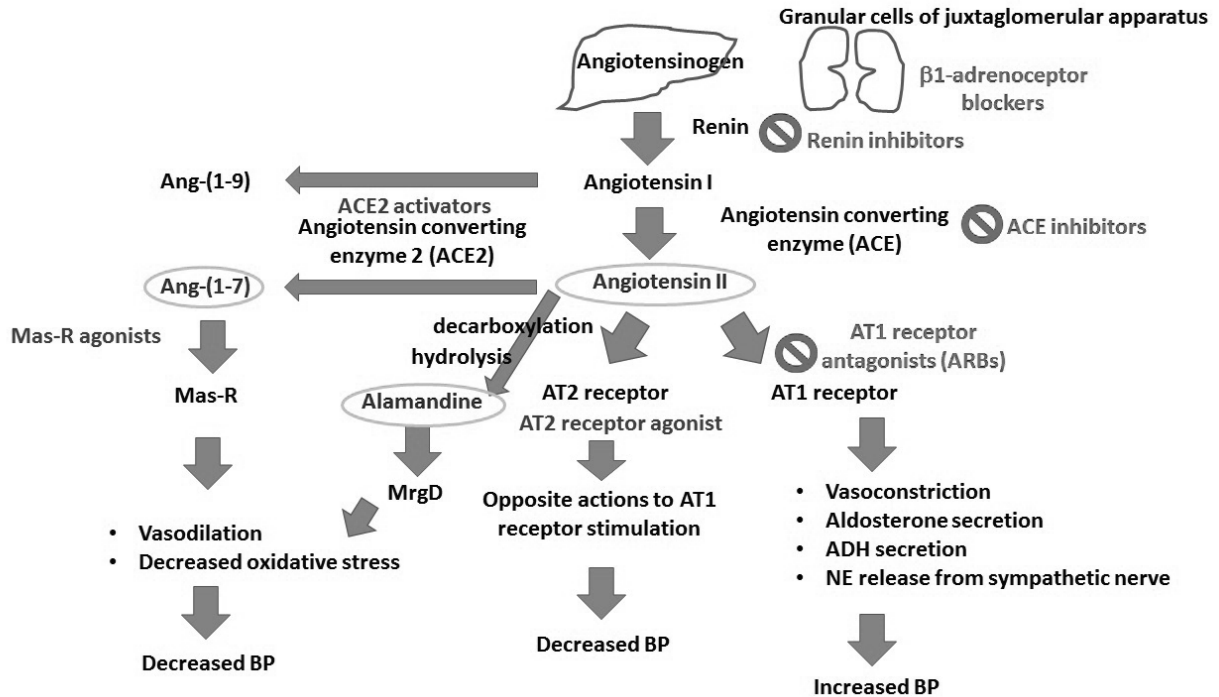 Granular cells of juxtaglomerular apparatus
Angiotensinogen
β1-adrenoceptor
blockers
Renin
Renin inhibitors
Ang-(1-9)
Angiotensin I
ACE2 activators
Angiotensin converting
enzyme 2 (ACE2)
Angiotensin converting
enzyme (ACE)
ACE inhibitors
Ang-(1-7)
Angiotensin II
Mas-R agonists
decarboxylation
hydrolysis
AT1 receptor
antagonists (ARBs)
Mas-R
Alamandine
AT2 receptor
AT2 receptor agonist
AT1 receptor
MrgD
Opposite actions to AT1
receptor stimulation
• Vasoconstriction
• Aldosterone secretion
• ADH secretion
• NE release from sympathetic nerve
• Vasodilation
• Decreased oxidative stress
Decreased BP
Decreased BP
Increased BP